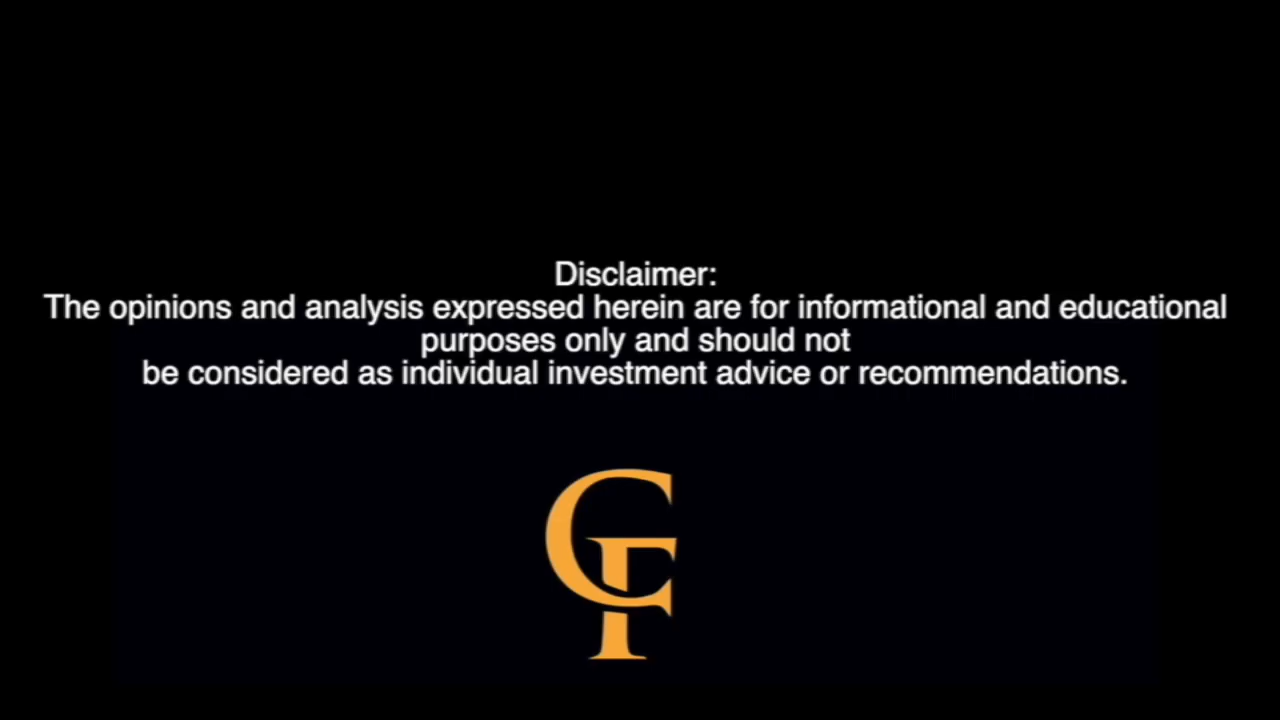 Disclaimer:
The opinions and analysis expressed herein are for informational and educational
purposes only and should not
be considered as individual investment advice or recommendations.
CF